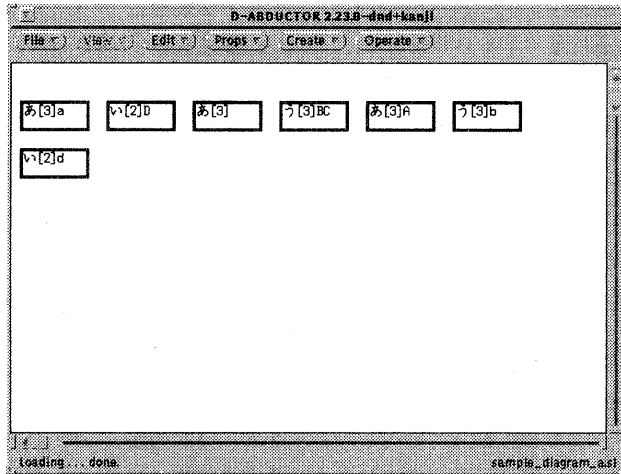 D-ABDUCTOR 2.23.0-dnd+kanji
File View Edit Props Create Operate
あ[3]a い[2]D あ[3] う[3]BC あ[3]A う[3]b
い[2]d
Loading ... done. sample_diagram_a.sl